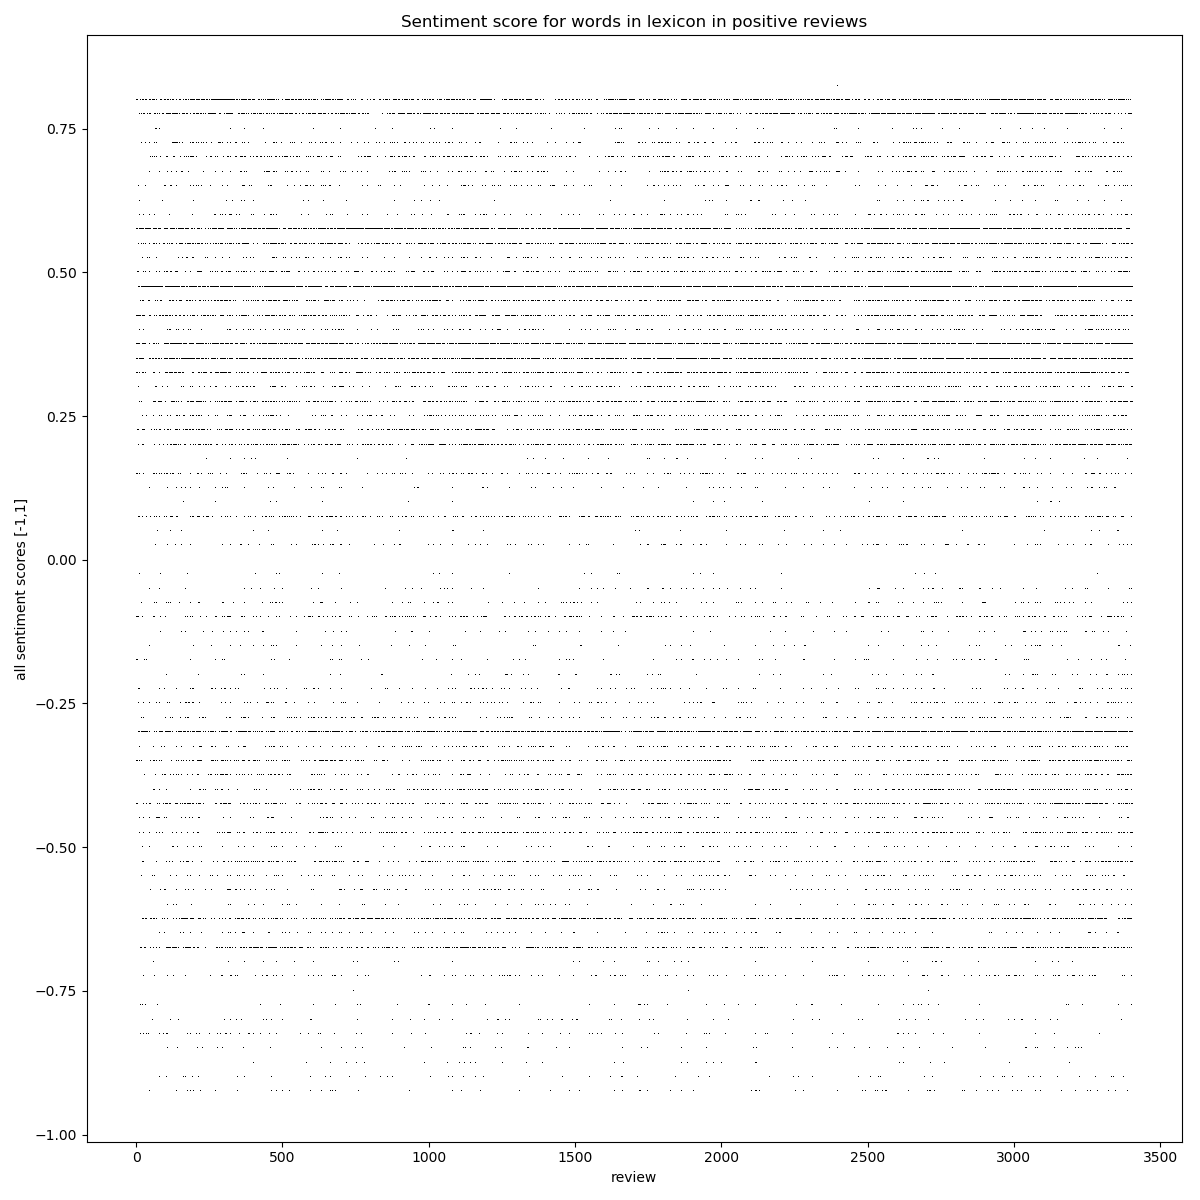 Sentiment score for words in lexicon in positive reviews
all sentiment scores [-1,1]
0.75
0.50
0.25
0.00
−0.25
−0.50
−0.75
−1.00
0 500 1000 1500 2000 2500 3000 3500
review